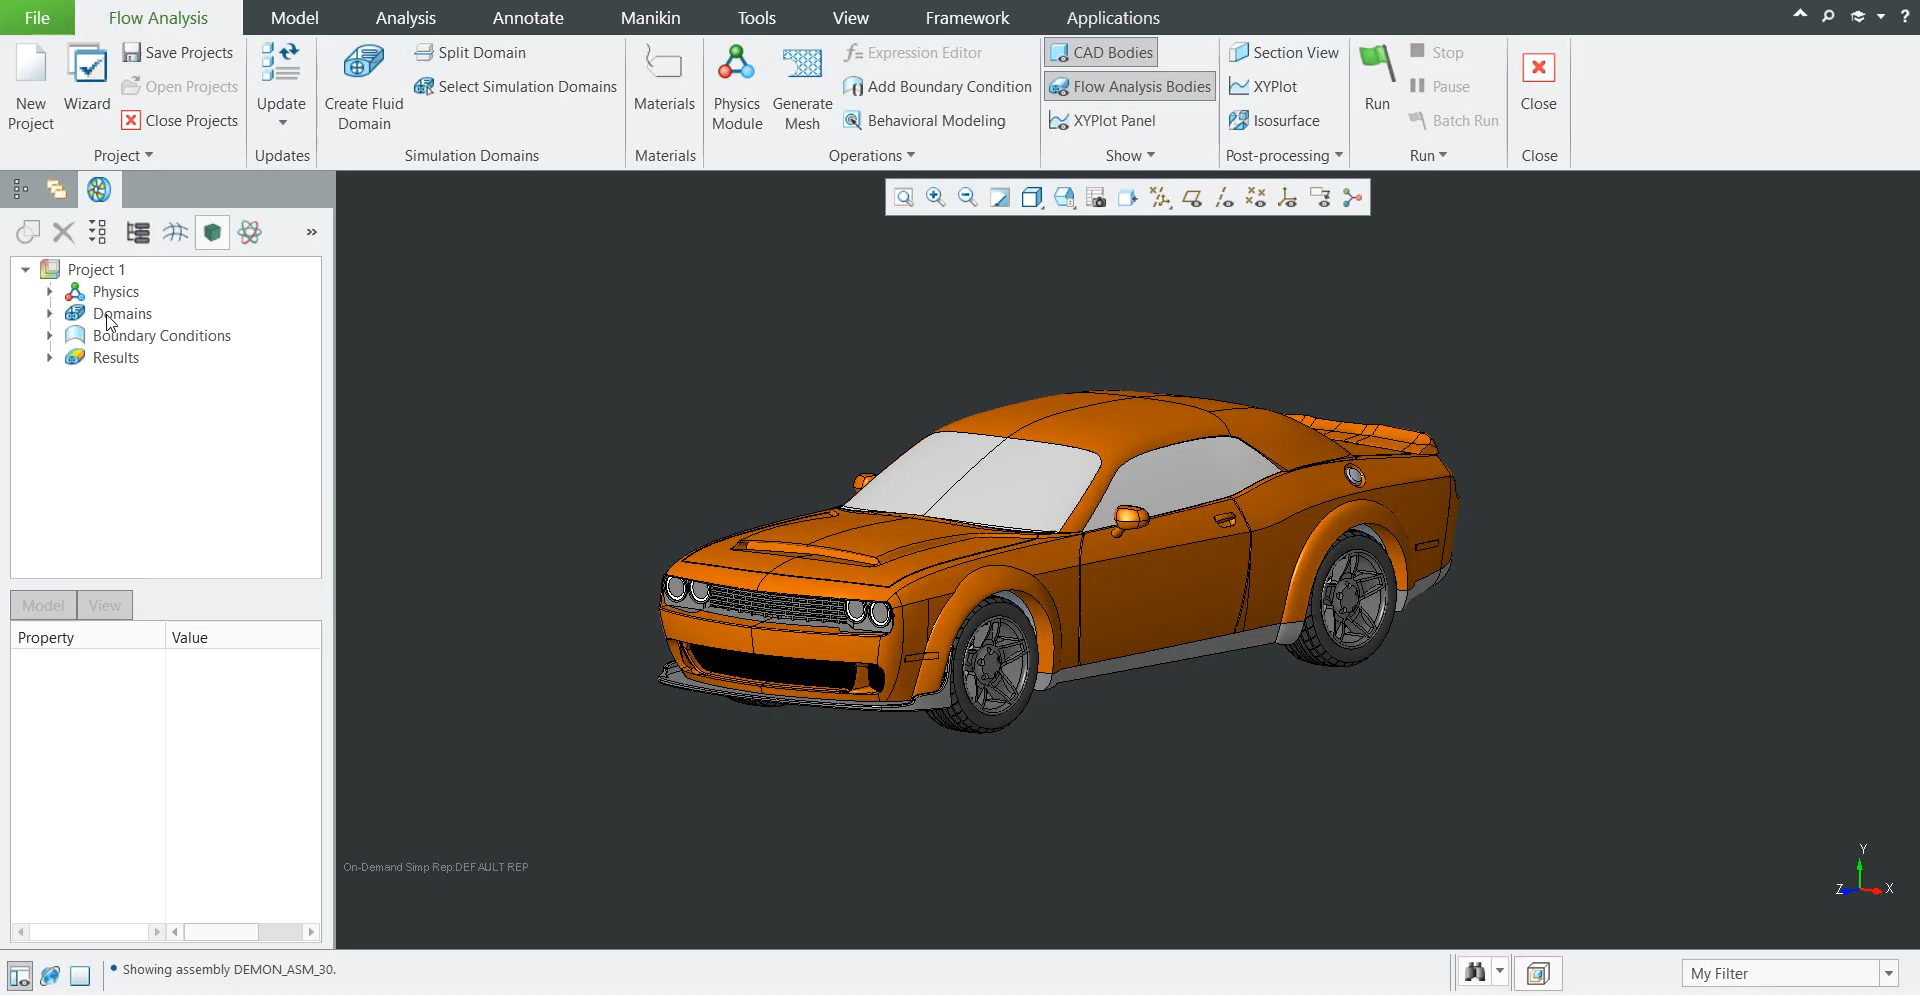 File
Flow Analysis
Model
Analysis
Annotate
Manikin
Tools
View
Framework
Applications
New Project
Wizard
Save Projects
Open Projects
Close Projects
Project
Update
Updates
Create Fluid Domain
Split Domain
Select Simulation Domains
Simulation Domains
Materials
Materials
Physics Module
Generate Mesh
Expression Editor
Add Boundary Condition
Behavioral Modeling
Operations
CAD Bodies
Flow Analysis Bodies
XYPlot Panel
Show
Section View
XYPlot
Isosurface
Post-processing
Run
Stop
Pause
Batch Run
Run
Close
Close
Project 1
Physics
Domains
Boundary Conditions
Results
Model
View
Property
Value
On-Demand Simp Rep:DEFAULT REP
Y
Z
X
Showing assembly DEMON_ASM_30.
My Filter